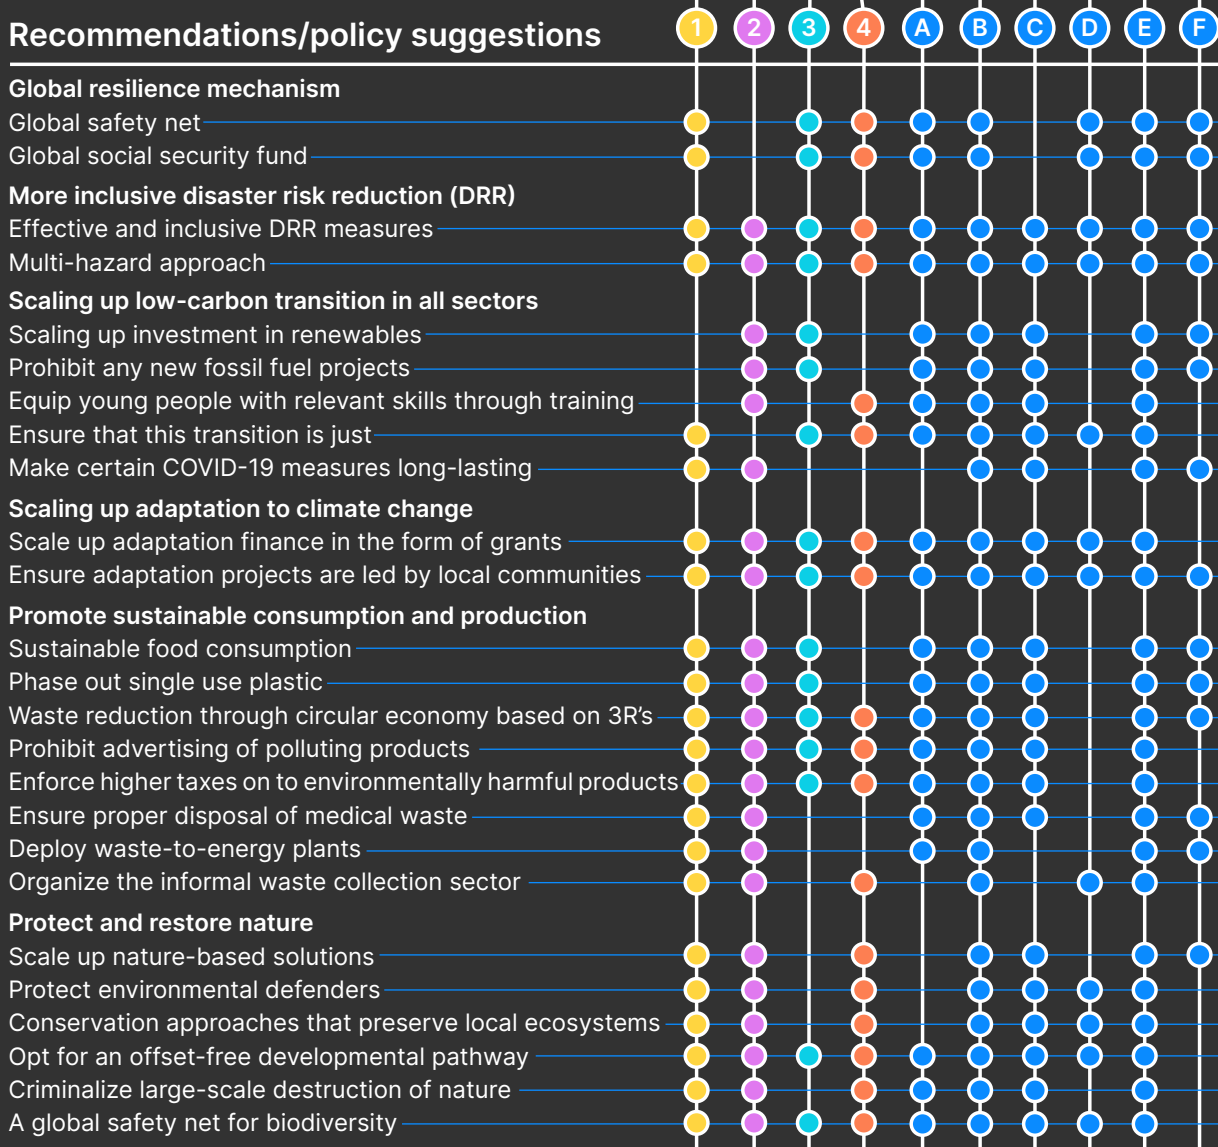 Recommendations/policy suggestions 1 2 3 4 A B C D E F
Global resilience mechanism
Global safety net
Global social security fund
More inclusive disaster risk reduction (DRR)
Effective and inclusive DRR measures
Multi-hazard approach
Scaling up low-carbon transition in all sectors
Scaling up investment in renewables
Prohibit any new fossil fuel projects
Equip young people with relevant skills through training
Ensure that this transition is just
Make certain COVID-19 measures long-lasting
Scaling up adaptation to climate change
Scale up adaptation finance in the form of grants
Ensure adaptation projects are led by local communities
Promote sustainable consumption and production
Sustainable food consumption
Phase out single use plastic
Waste reduction through circular economy based on 3R’s
Prohibit advertising of polluting products
Enforce higher taxes on to environmentally harmful products
Ensure proper disposal of medical waste
Deploy waste-to-energy plants
Organize the informal waste collection sector
Protect and restore nature
Scale up nature-based solutions
Protect environmental defenders
Conservation approaches that preserve local ecosystems
Opt for an offset-free developmental pathway
Criminalize large-scale destruction of nature
A global safety net for biodiversity